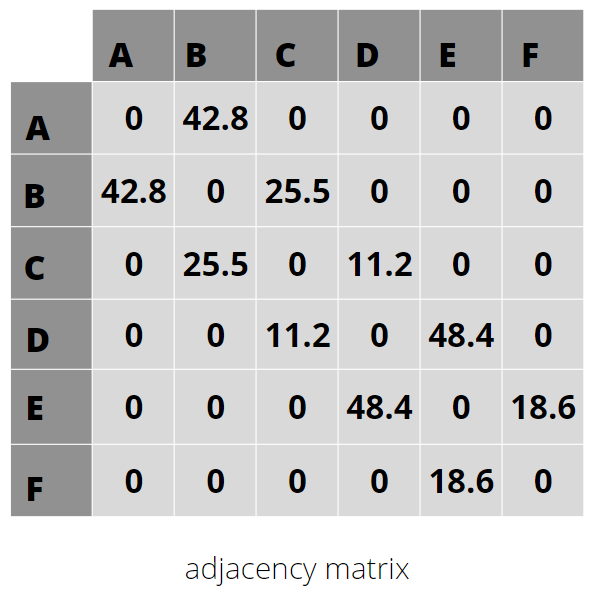 A B C D E F
A 0 42.8 0 0 0 0
B 42.8 0 25.5 0 0 0
C 0 25.5 0 11.2 0 0
D 0 0 11.2 0 48.4 0
E 0 0 0 48.4 0 18.6
F 0 0 0 0 18.6 0
adjacency matrix